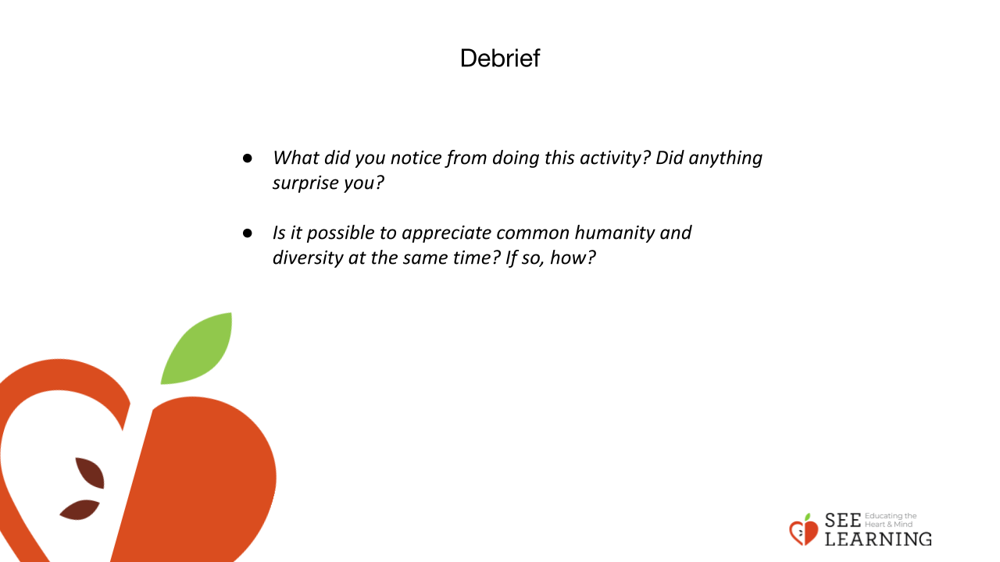 Debrief
● What did you notice from doing this activity? Did anything
surprise you?
● Is it possible to appreciate common humanity and
diversity at the same time? If so, how?
SEE Educating the
Heart & Mind
LEARNING